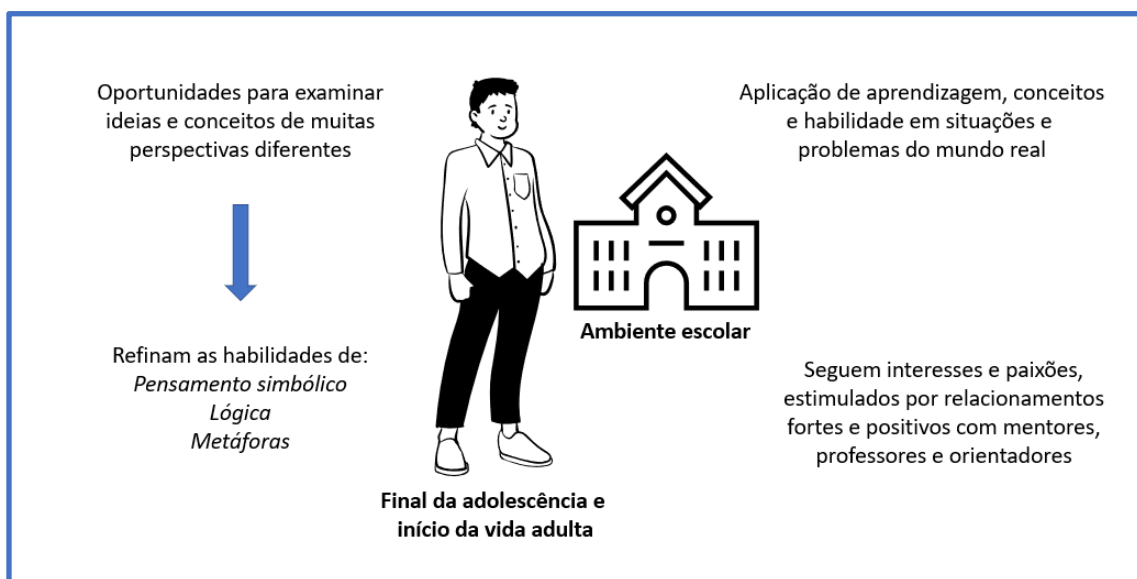 Oportunidades para examinar
ideias e conceitos de muitas
perspectivas diferentes
Refinam as habilidades de:
Pensamento simbólico
Lógica
Metáforas
Final da adolescência e
início da vida adulta
Ambiente escolar
Aplicação de aprendizagem, conceitos
e habilidade em situações e
problemas do mundo real
Seguem interesses e paixões,
estimulados por relacionamentos
fortes e positivos com mentores,
professores e orientadores